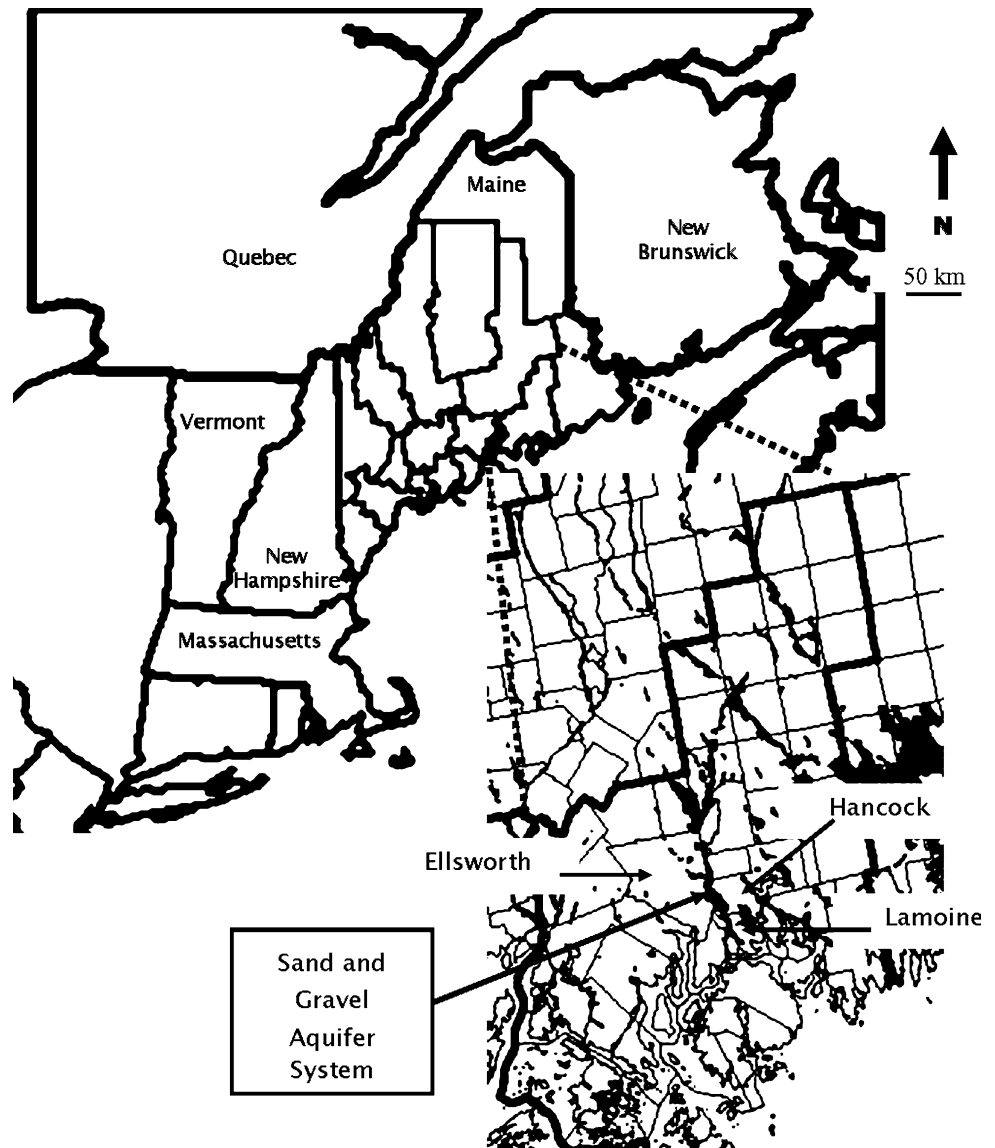 Maine
New
Brunswick
N
Quebec
50 km
Vermont
New
Hampshire
Massachusetts
Hancock
Ellsworth
Lamoine
Sand and
Gravel
Aquifer
System